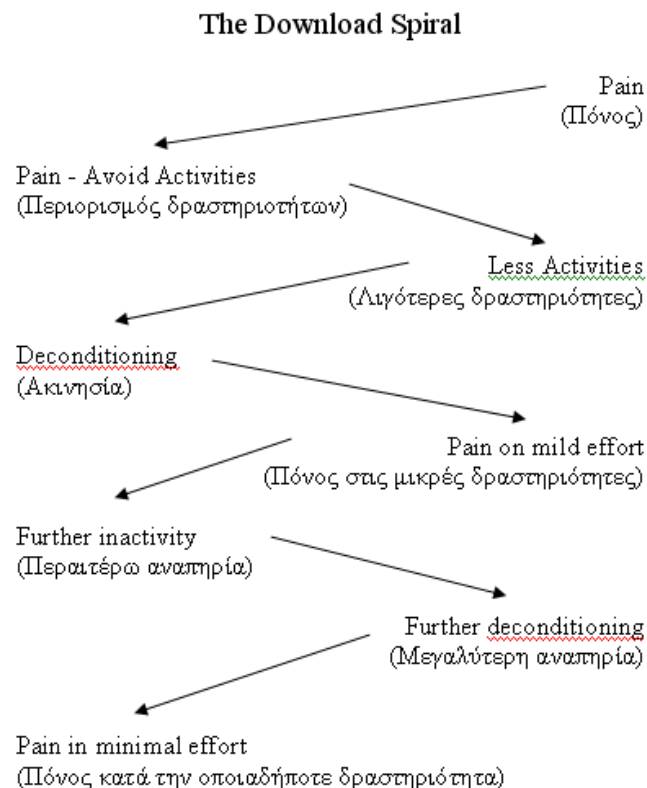 The Download Spiral
Pain
(Πόνος)
Pain - Avoid Activities
(Περιορισμός δραστηριοτήτων)
Less Activities
(Λιγότερες δραστηριότητες)
Deconditioning
(Ακινησία)
Pain on mild effort
(Πόνος στις μικρές δραστηριότητες)
Further inactivity
(Περαιτέρω αναπηρία)
Further deconditioning
(Μεγαλύτερη αναπηρία)
Pain in minimal effort
(Πόνος κατά την οποιαδήποτε δραστηριότητα)